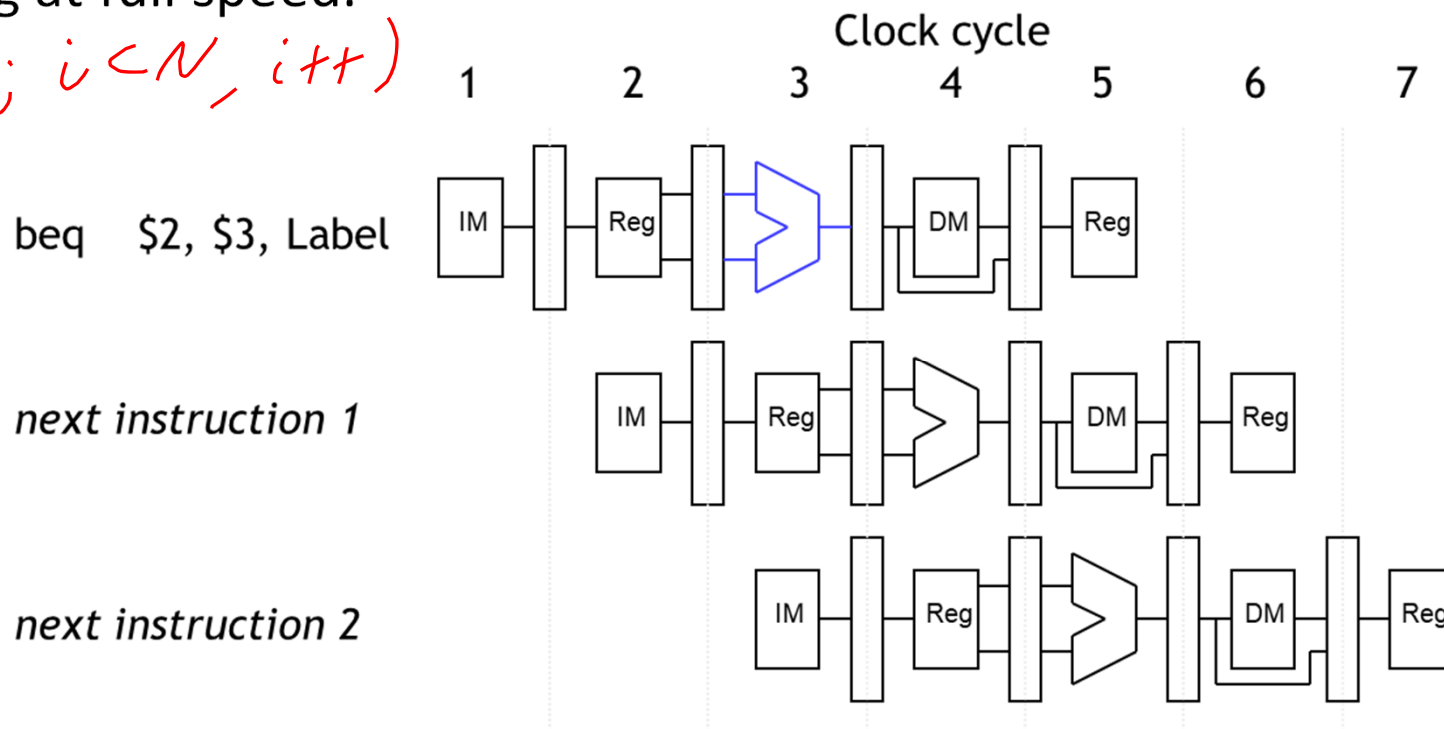 g at full speed.
; i<N, i++)
Clock cycle
1 2 3 4 5 6 7
beq $2, $3, Label
IM Reg DM Reg
next instruction 1
IM Reg DM Reg
next instruction 2
IM Reg DM Reg